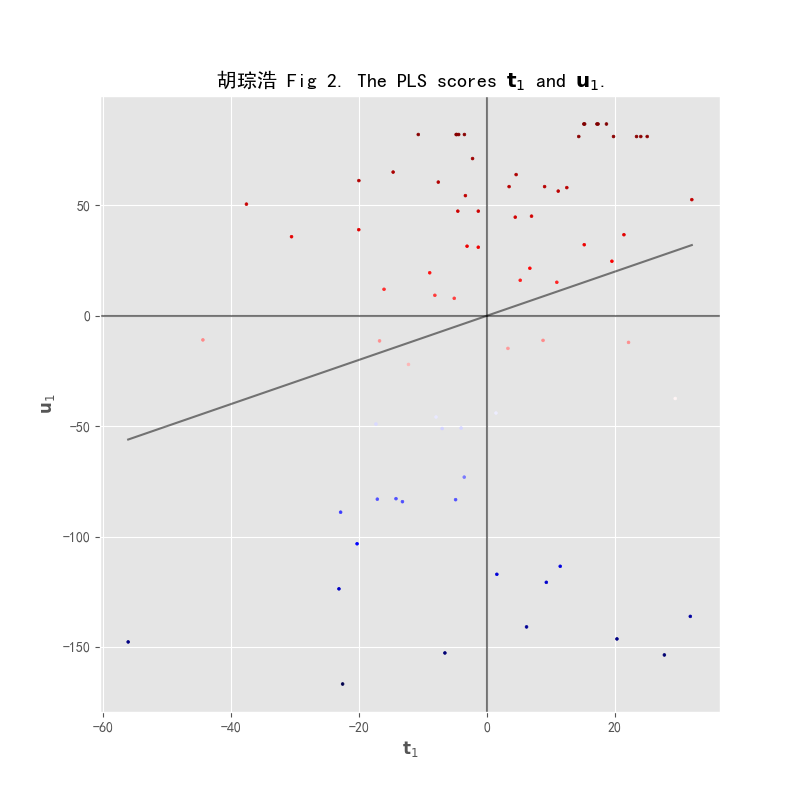 胡琮浩 Fig 2. The PLS scores t₁ and u₁.
50
0
−50
−100
−150
u₁
−60 −40 −20 0 20
t₁